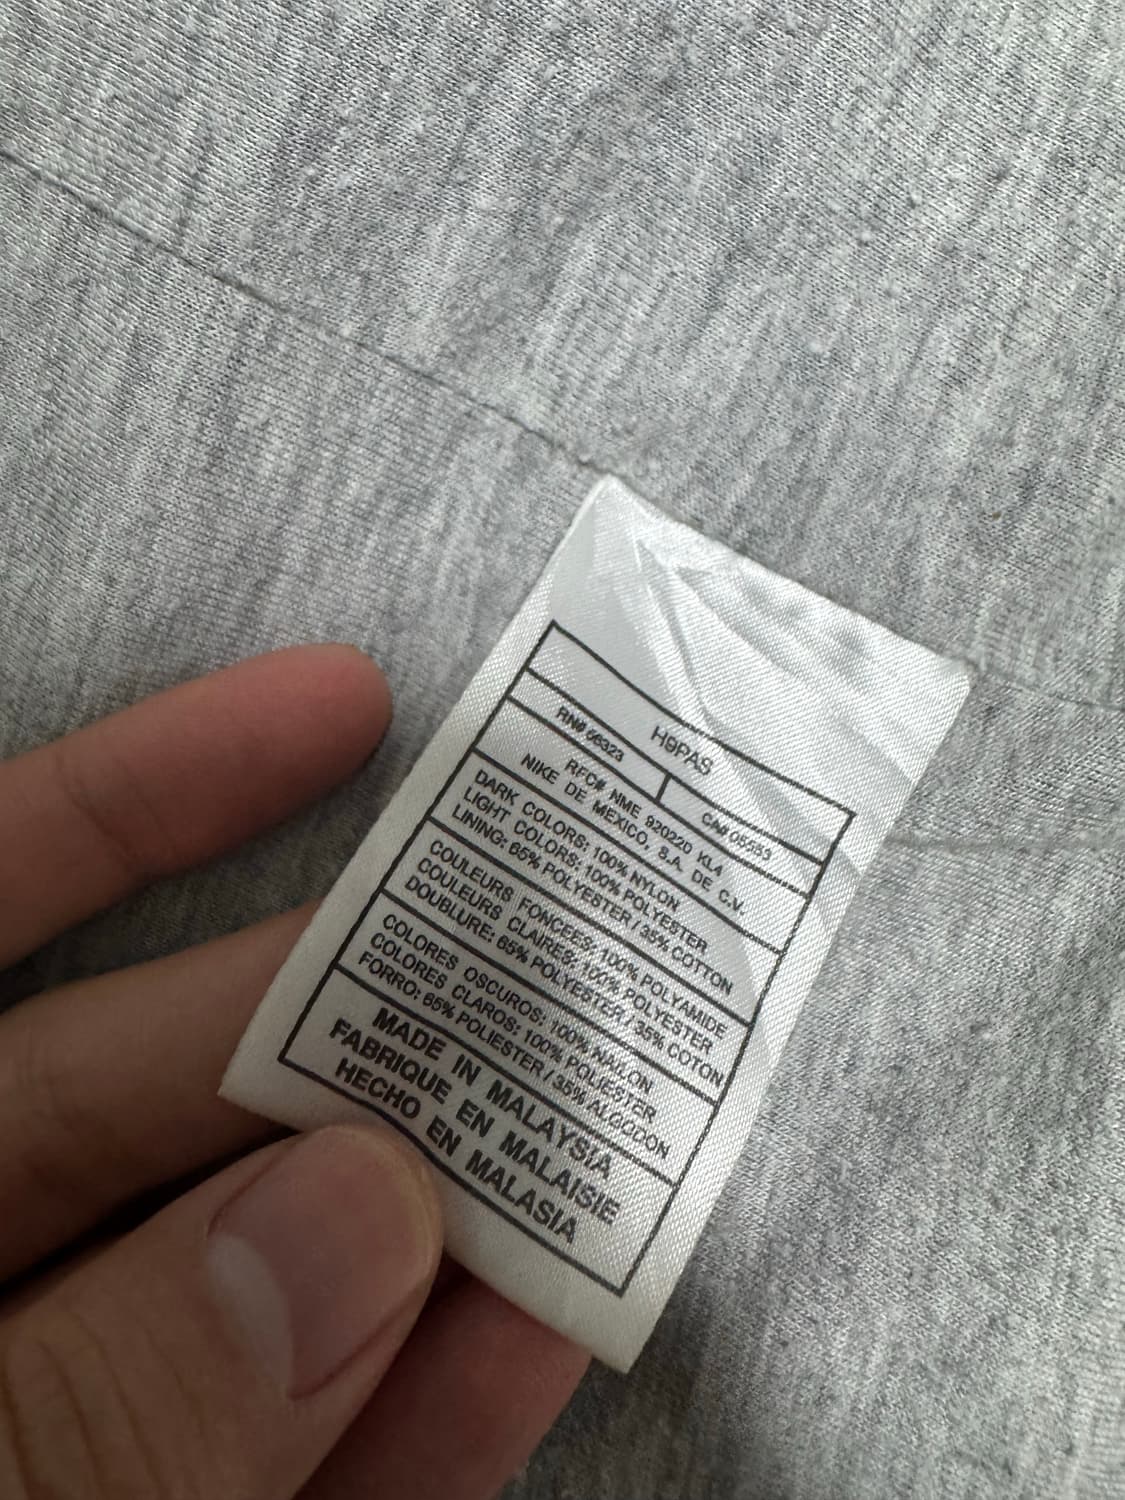 H9PAS
RN# 56323
CA# 05553
RFC# NME 920220 KL4
NIKE DE MEXICO, S.A. DE C.V.
DARK COLORS: 100% NYLON
LIGHT COLORS: 100% POLYESTER
LINING: 65% POLYESTER / 35% COTTON
COULEURS FONCEES: 100% POLYAMIDE
COULEURS CLAIRES: 100% POLYESTER
DOUBLURE: 65% POLYESTER / 35% COTON
COLORES OSCUROS: 100% NAILON
COLORES CLAROS: 100% POLIESTER
FORRO: 65% POLIESTER / 35% ALGODON
MADE IN MALAYSIA
FABRIQUE EN MALAISIE
HECHO EN MALASIA